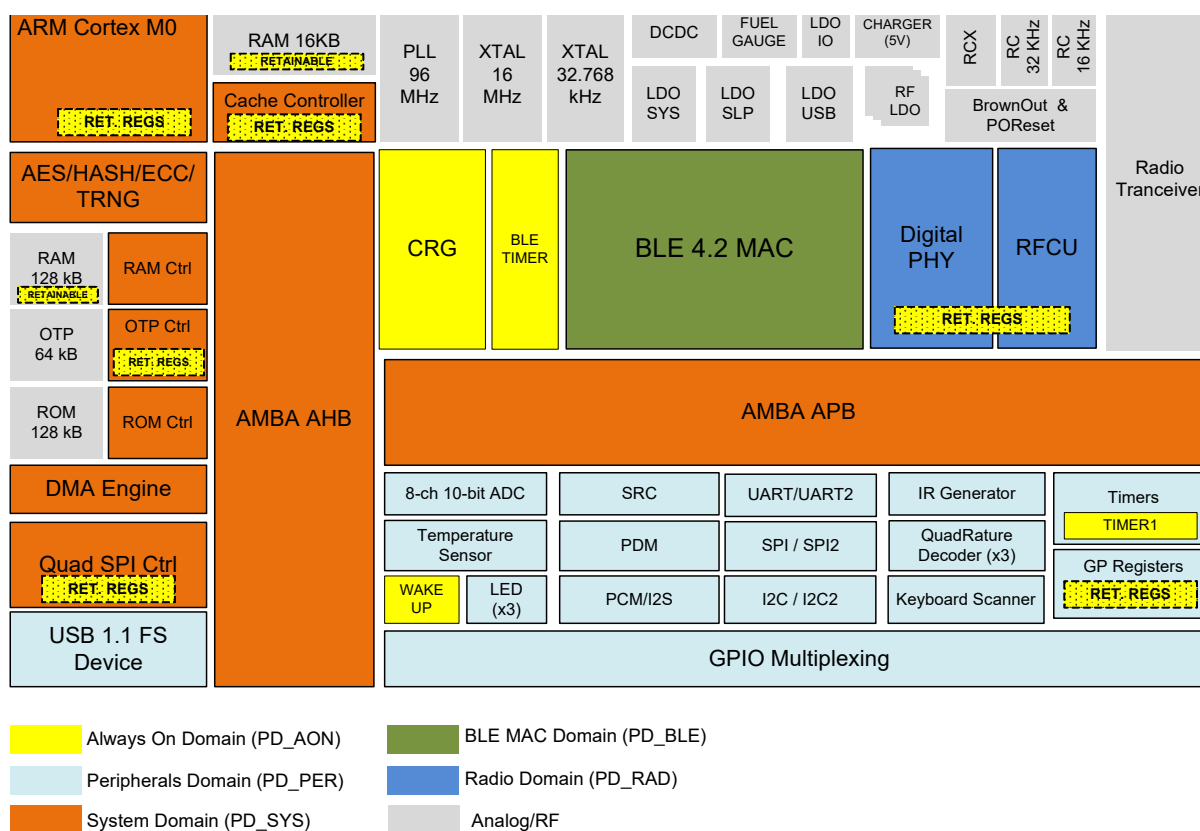 ARM Cortex M0
RET. REGS
RAM 16KB
RETAINABLE
Cache Controller
RET. REGS
PLL
96
MHz
XTAL
16
MHz
XTAL
32.768
kHz
DCDC
FUEL
GAUGE
LDO
IO
CHARGER
(5V)
LDO
SYS
LDO
SLP
LDO
USB
RF
LDO
RCX
RC
32 KHz
RC
16 KHz
BrownOut &
POReset
Radio
Tranceiver
AES/HASH/ECC/
TRNG
RAM
128 kB
RETAINABLE
RAM Ctrl
OTP
64 kB
OTP Ctrl
RET. REGS
ROM
128 kB
ROM Ctrl
DMA Engine
Quad SPI Ctrl
RET. REGS
USB 1.1 FS
Device
AMBA AHB
CRG
BLE
TIMER
BLE 4.2 MAC
Digital
PHY
RFCU
RET. REGS
AMBA APB
8-ch 10-bit ADC
SRC
UART/UART2
IR Generator
Timers
TIMER1
Temperature
Sensor
PDM
SPI / SPI2
QuadRature
Decoder (x3)
GP Registers
RET. REGS
WAKE
UP
LED
(x3)
PCM/I2S
I2C / I2C2
Keyboard Scanner
GPIO Multiplexing
Always On Domain (PD_AON)
BLE MAC Domain (PD_BLE)
Peripherals Domain (PD_PER)
Radio Domain (PD_RAD)
System Domain (PD_SYS)
Analog/RF